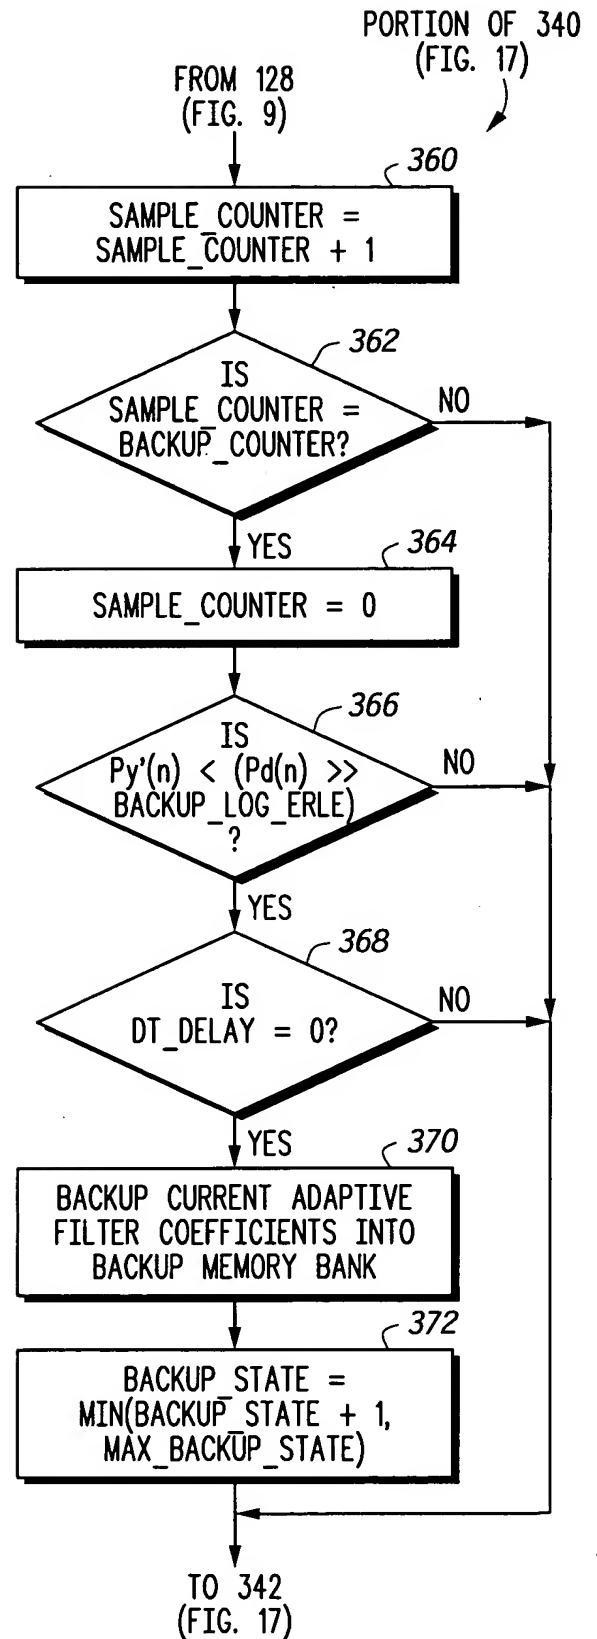 PORTION OF 340
(FIG. 17)
FROM 128
(FIG. 9)
360
SAMPLE_COUNTER =
SAMPLE_COUNTER + 1
362
IS
SAMPLE_COUNTER =
BACKUP_COUNTER?
NO
YES
364
SAMPLE_COUNTER = 0
366
IS
Py'(n) < (Pd(n) >>
BACKUP_LOG_ERLE)
?
NO
YES
368
IS
DT_DELAY = 0?
NO
YES
370
BACKUP CURRENT ADAPTIVE
FILTER COEFFICIENTS INTO
BACKUP MEMORY BANK
372
BACKUP_STATE =
MIN(BACKUP_STATE + 1,
MAX_BACKUP_STATE)
TO 342
(FIG. 17)